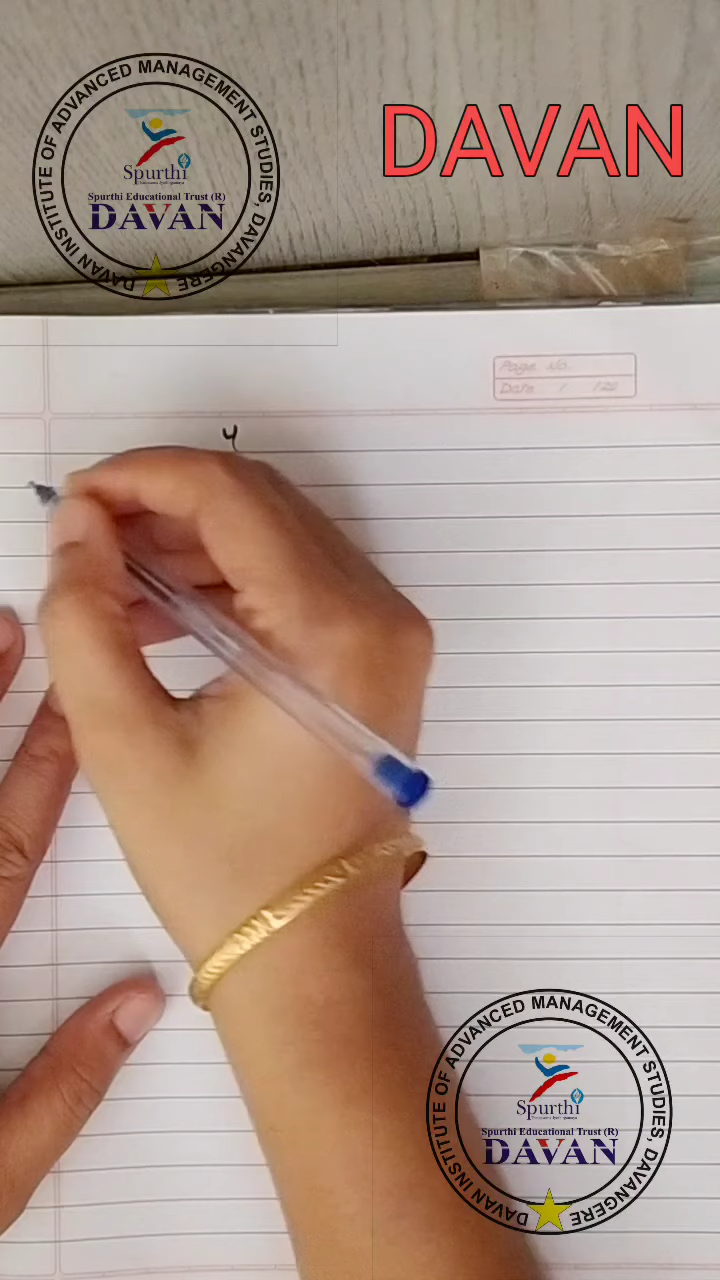 DAVAN INSTITUTE OF ADVANCED MANAGEMENT STUDIES, DAVANGERE
Spurthi
Spurthi Educational Trust (R)
DAVAN
DAVAN
Page No.
Date / /20
y
DAVAN INSTITUTE OF ADVANCED MANAGEMENT STUDIES, DAVANGERE
Spurthi
Spurthi Educational Trust (R)
DAVAN